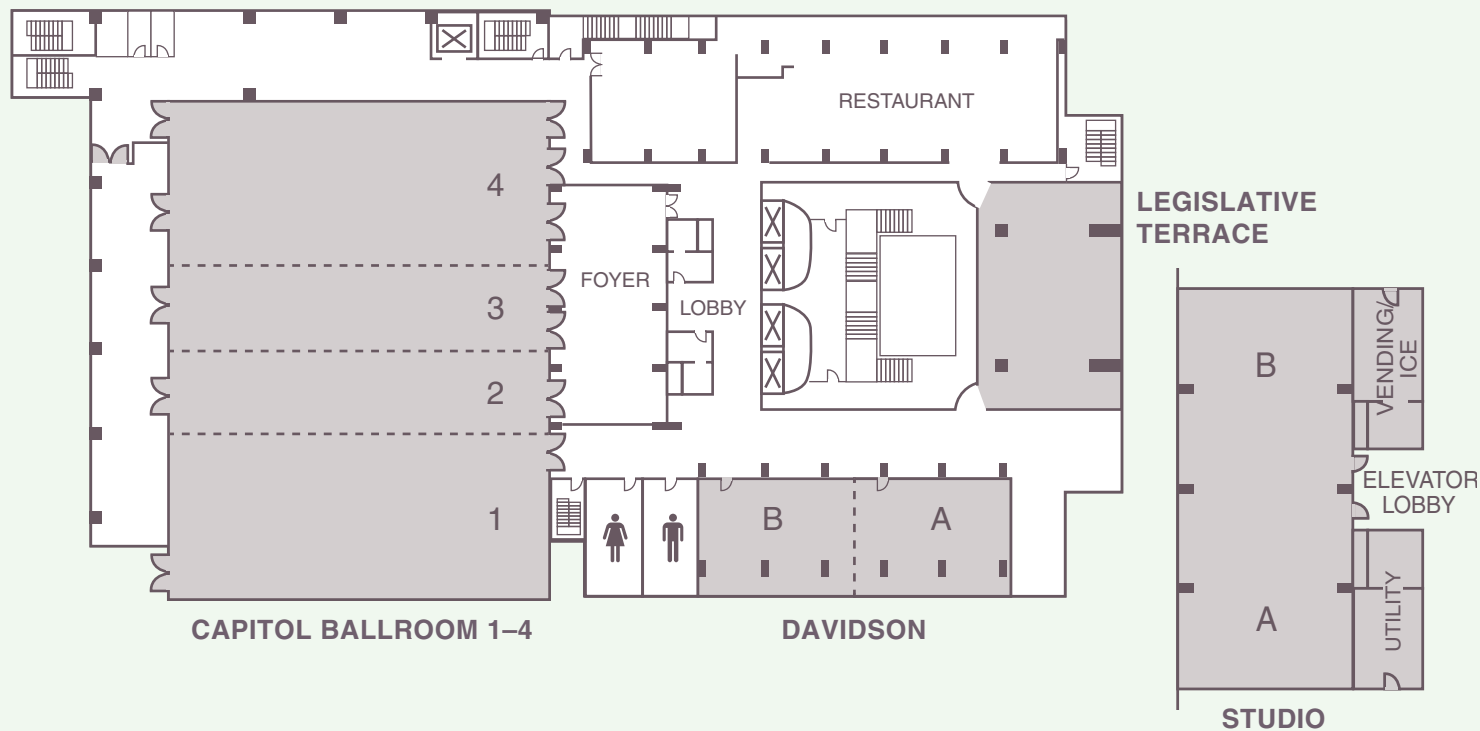 RESTAURANT
4
LEGISLATIVE
TERRACE
FOYER
3
LOBBY
2
1
B
A
CAPITOL BALLROOM 1–4
DAVIDSON
B
VENDING/
ICE
ELEVATOR
LOBBY
A
UTILITY
STUDIO